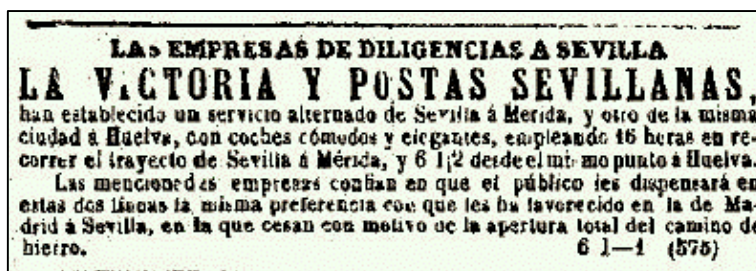 LAS EMPRESAS DE DILIGENCIAS A SEVILLA
LA VICTORIA Y POSTAS SEVILLANAS,
han establecido un servicio alternado de Sevilla á Merida, y otro de la misma
ciudad á Huelva, con coches cómodos y elegantes, empleando 16 horas en re-
correr el trayecto de Sevilla á Mérida, y 6 1¡2 desde el mismo punto á Huelva.
Las mencionadas empresas confian en que el público les dispensará en
estas dos lineas la misma preferencia con que les ha favorecido en la de Ma-
drid á Sevilla, en la que cesan con motivo de la apertura total del camino de
hierro. 6 1—1 (575)